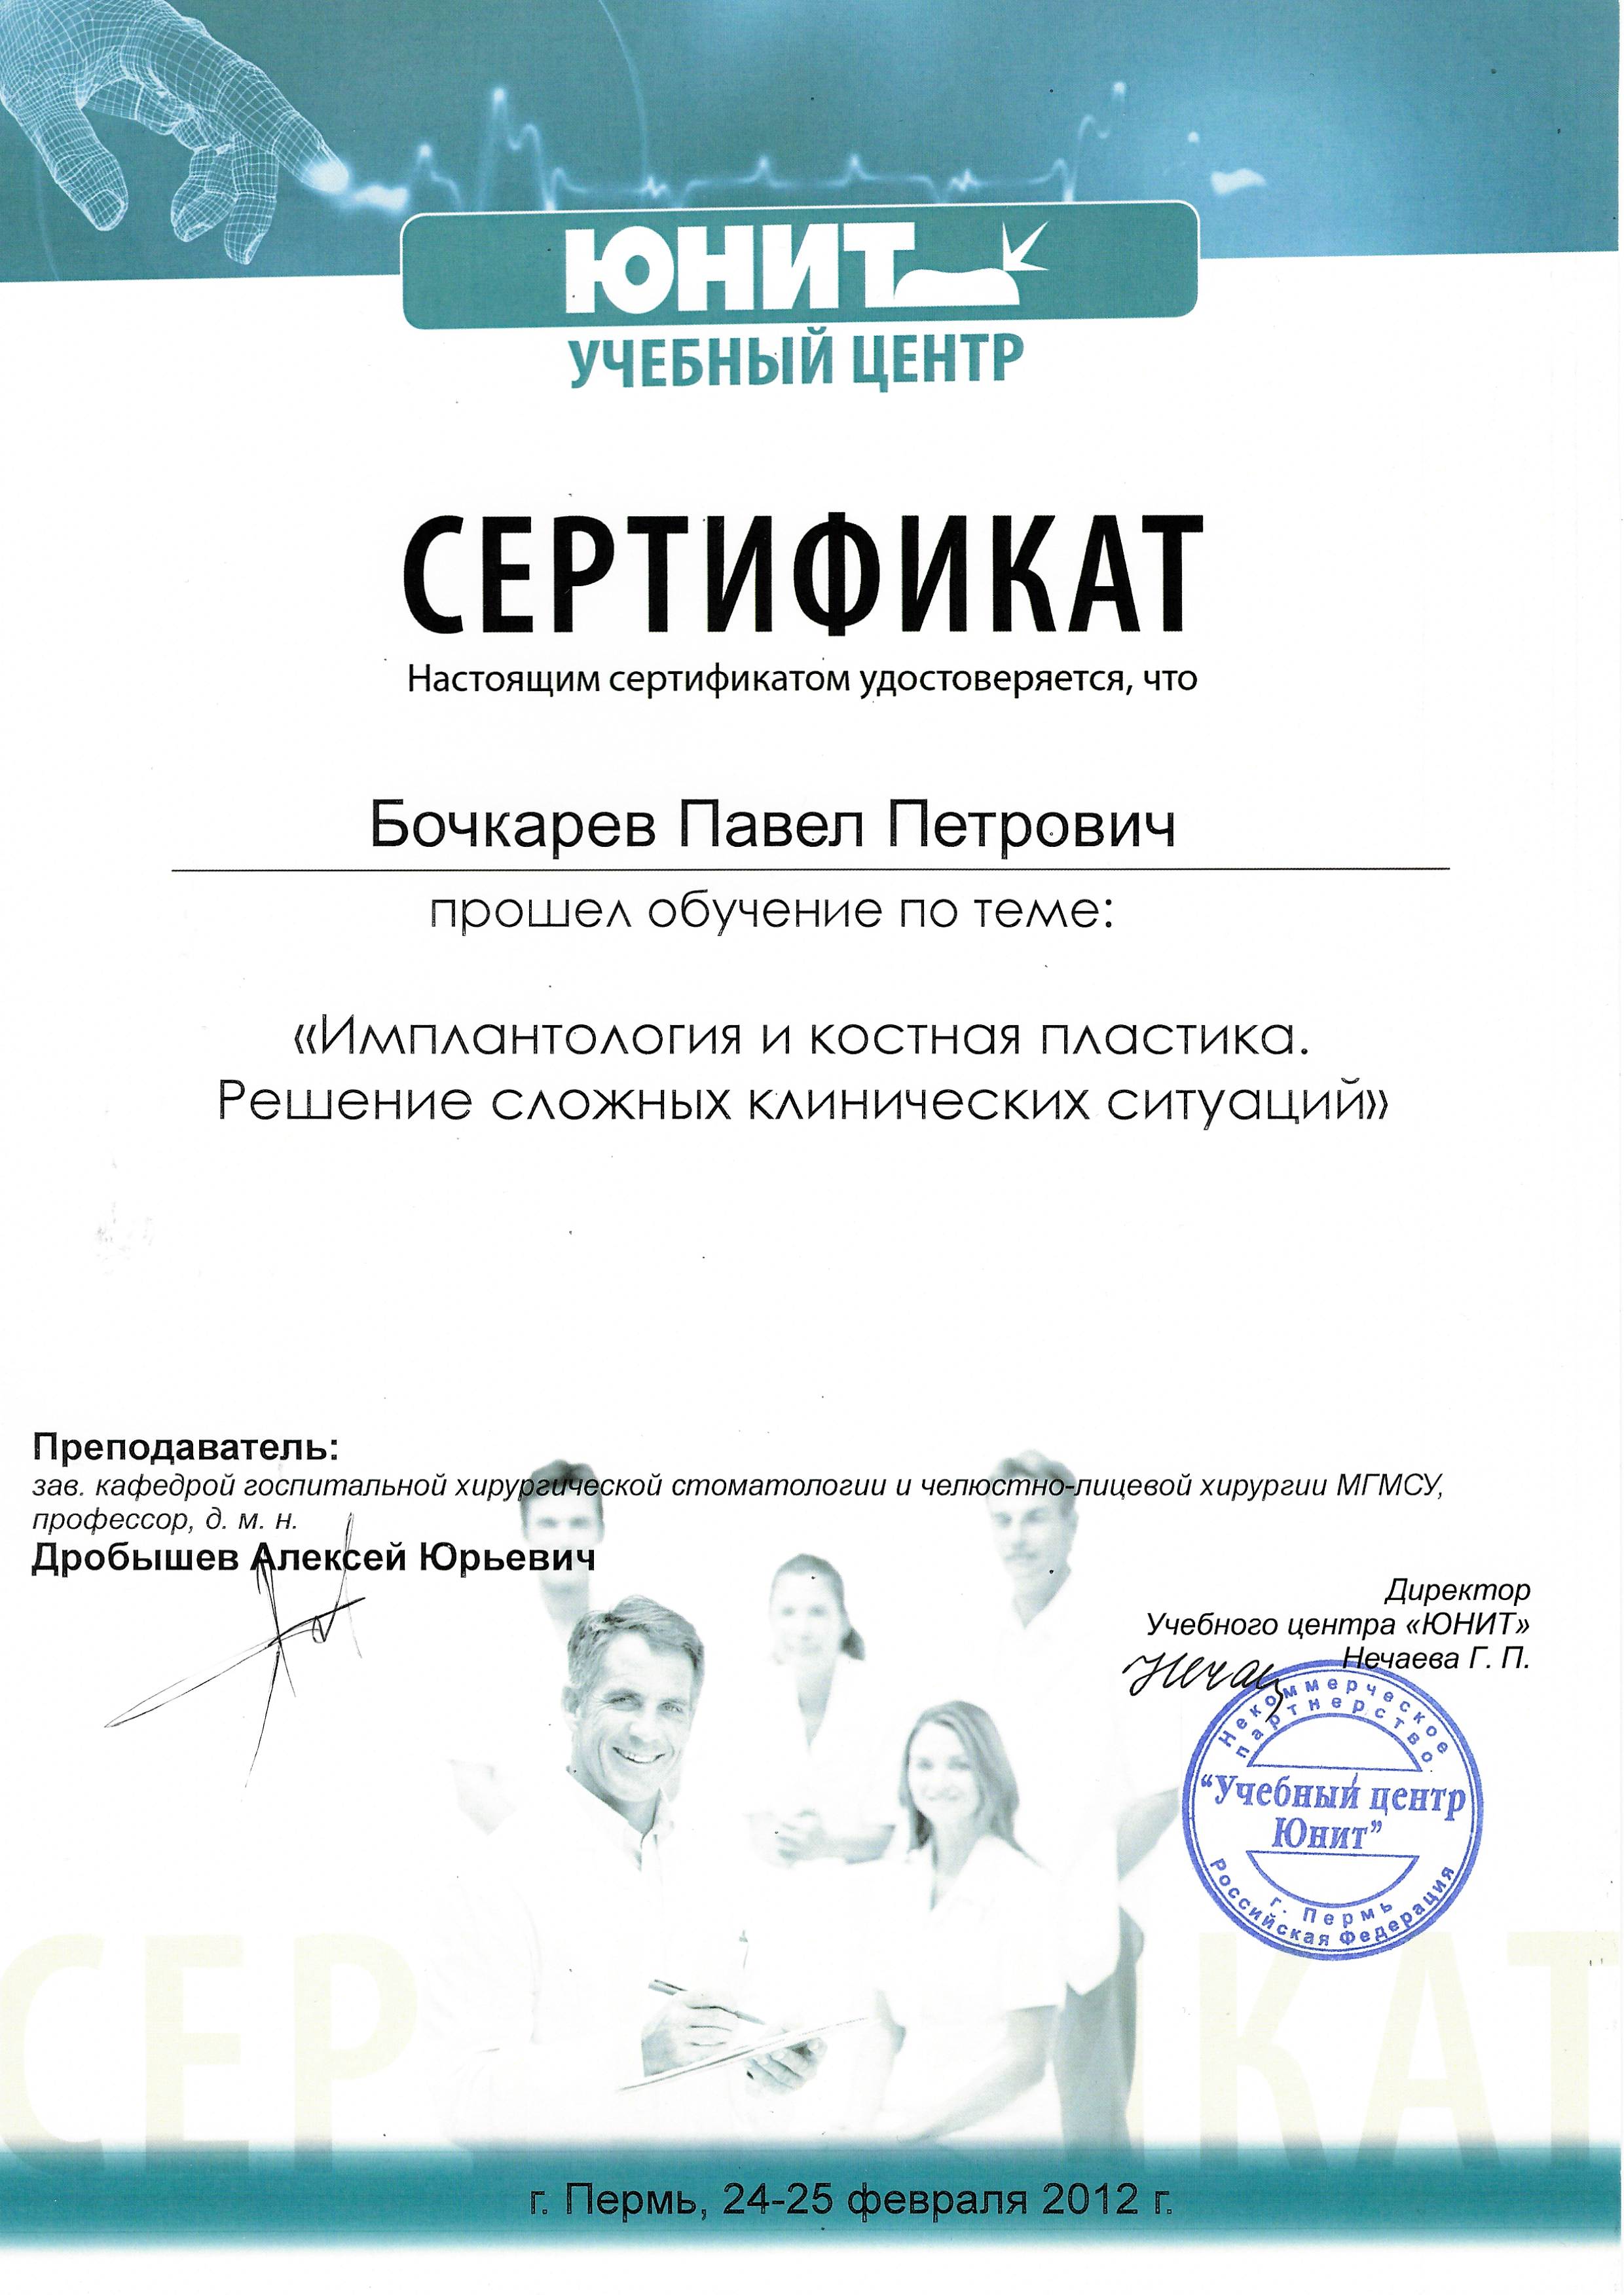 ЮНИТ
УЧЕБНЫЙ ЦЕНТР
СЕРТИФИКАТ
Настоящим сертификатом удостоверяется, что
Бочкарев Павел Петрович
прошел обучение по теме:
«Имплантология и костная пластика.
Решение сложных клинических ситуаций»
Преподаватель:
зав. кафедрой госпитальной хирургической стоматологии и челюстно-лицевой хирургии МГМСУ,
профессор, д. м. н.
Дробышев Алексей Юрьевич
Директор
Учебного центра «ЮНИТ»
Нечаева Г. П.
Некоммерческое
партнерство
“Учебный центр
Юнит”
г. Пермь
Российская Федерация
г. Пермь, 24-25 февраля 2012 г.